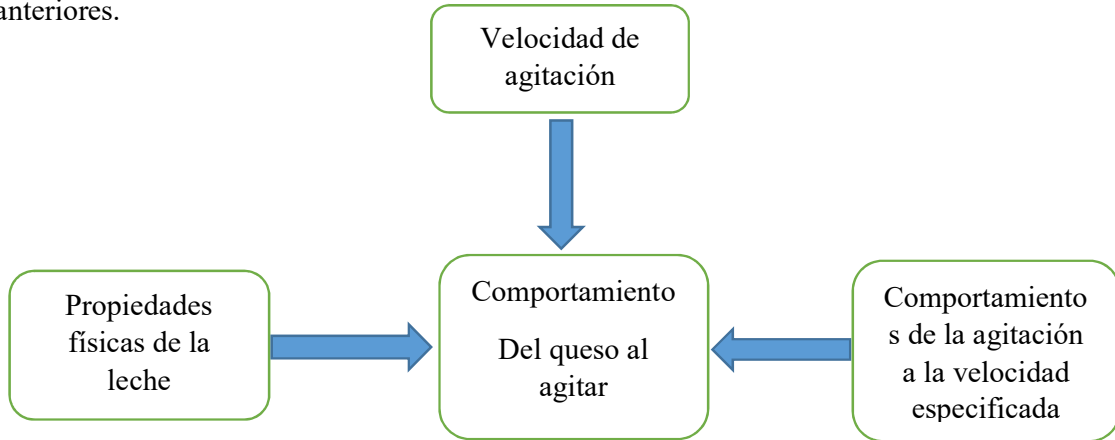 anteriores.
Velocidad de
agitación
Propiedades
físicas de la
leche
Comportamiento
Del queso al
agitar
Comportamiento
s de la agitación
a la velocidad
especificada